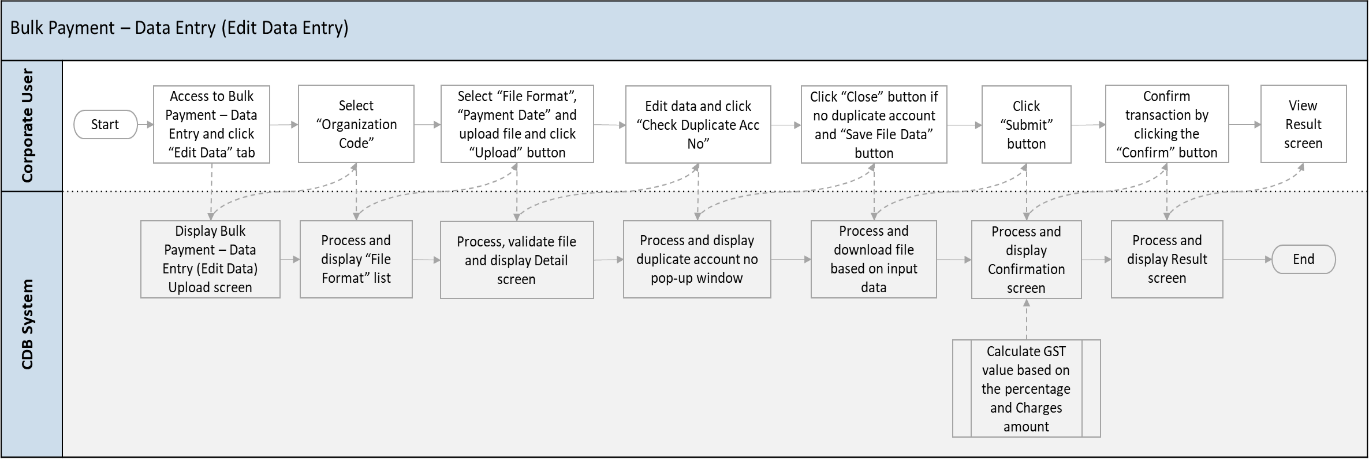 Bulk Payment – Data Entry (Edit Data Entry)
Corporate User
Start
Access to Bulk
Payment – Data
Entry and click
“Edit Data” tab
Select
“Organization
Code”
Select “File Format”,
“Payment Date” and
upload file and click
“Upload” button
Edit data and click
“Check Duplicate Acc
No”
Click “Close” button if
no duplicate account
and “Save File Data”
button
Click
“Submit”
button
Confirm
transaction by
clicking the
“Confirm” button
View
Result
screen
CDB System
Display Bulk
Payment – Data
Entry (Edit Data)
Upload screen
Process and
display “File
Format” list
Process, validate file
and display Detail
screen
Process and display
duplicate account no
pop-up window
Process and
download file
based on input
data
Process and
display
Confirmation
screen
Process and
display Result
screen
End
Calculate GST
value based on
the percentage
and Charges
amount